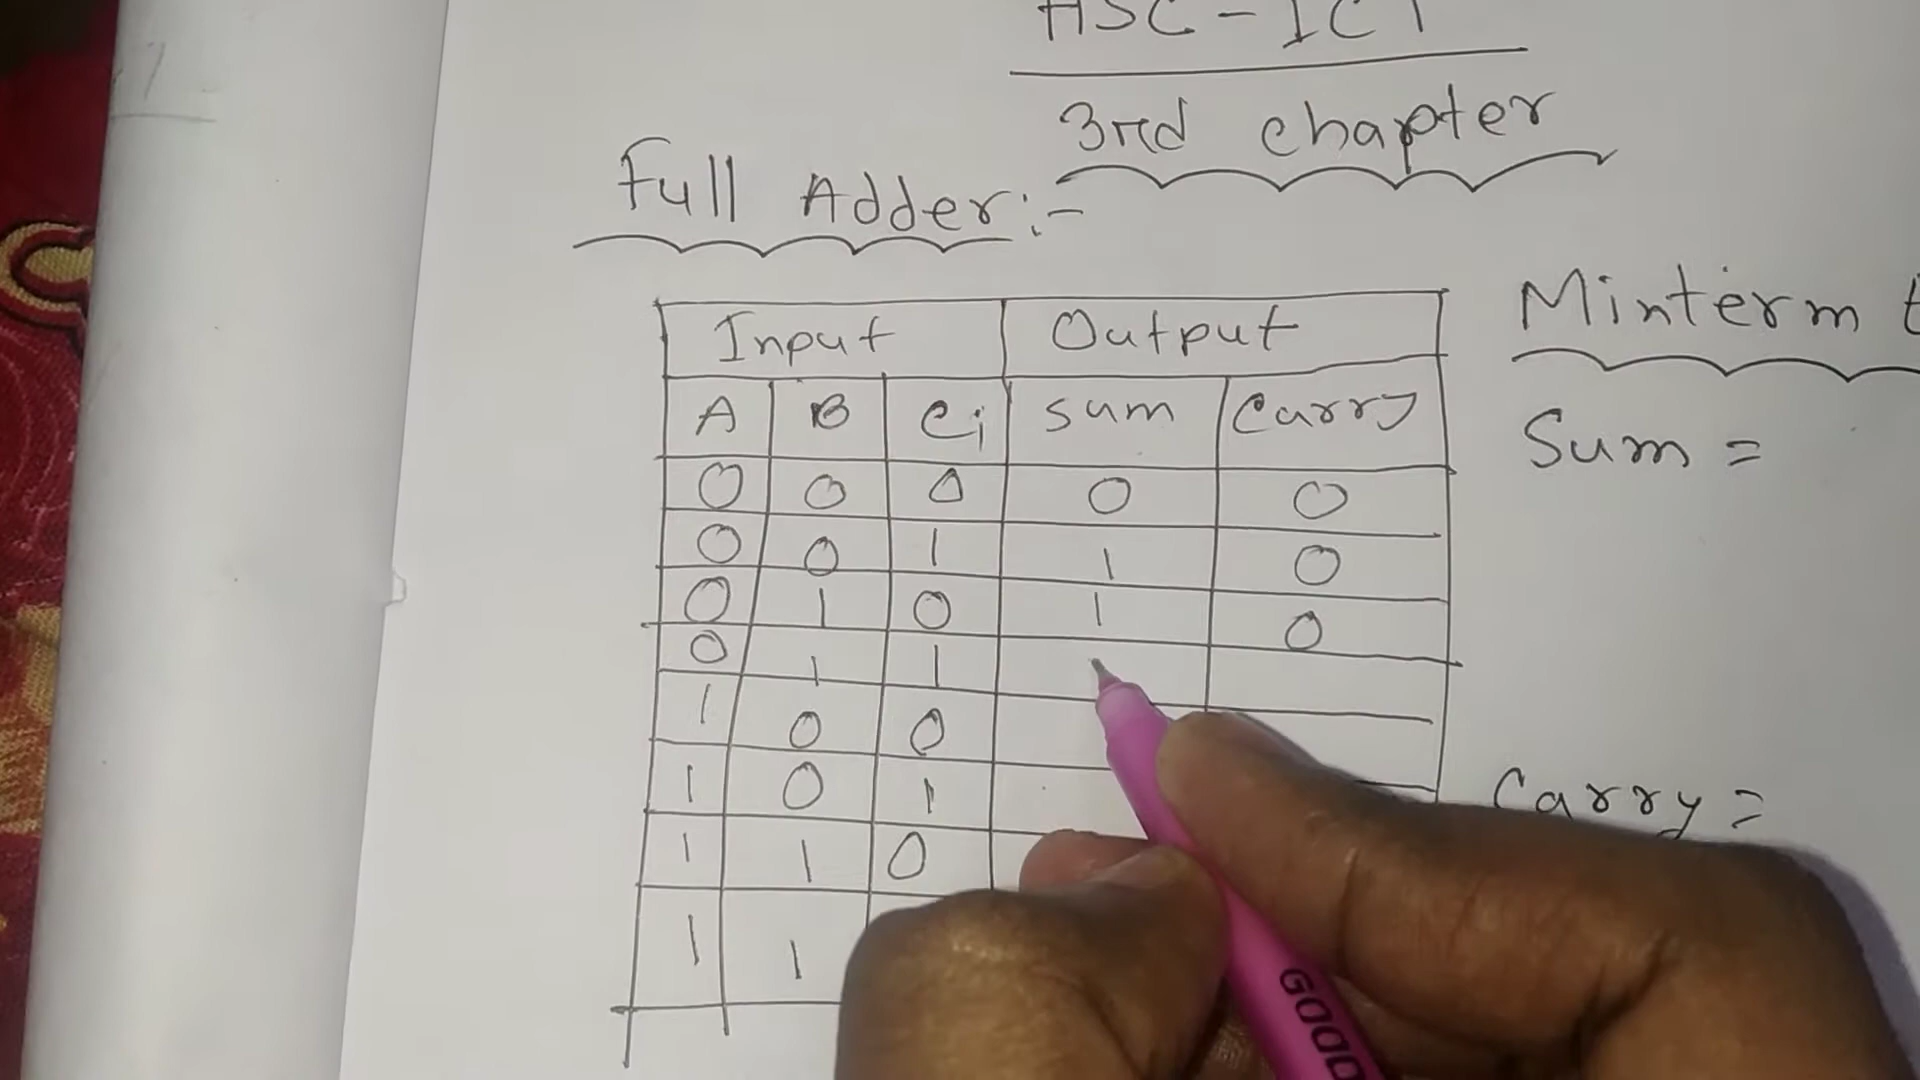 HSC - ICT
3rd chapter
Full Adder:-
Input Output
A B Ci Sum Carry
0 0 0 0 0
0 0 1 1 0
0 1 0 1 0
0 1 1
1 0 0
1 0 1
1 1 0
1 1
Minterm
Sum =
Carry =
GOOD